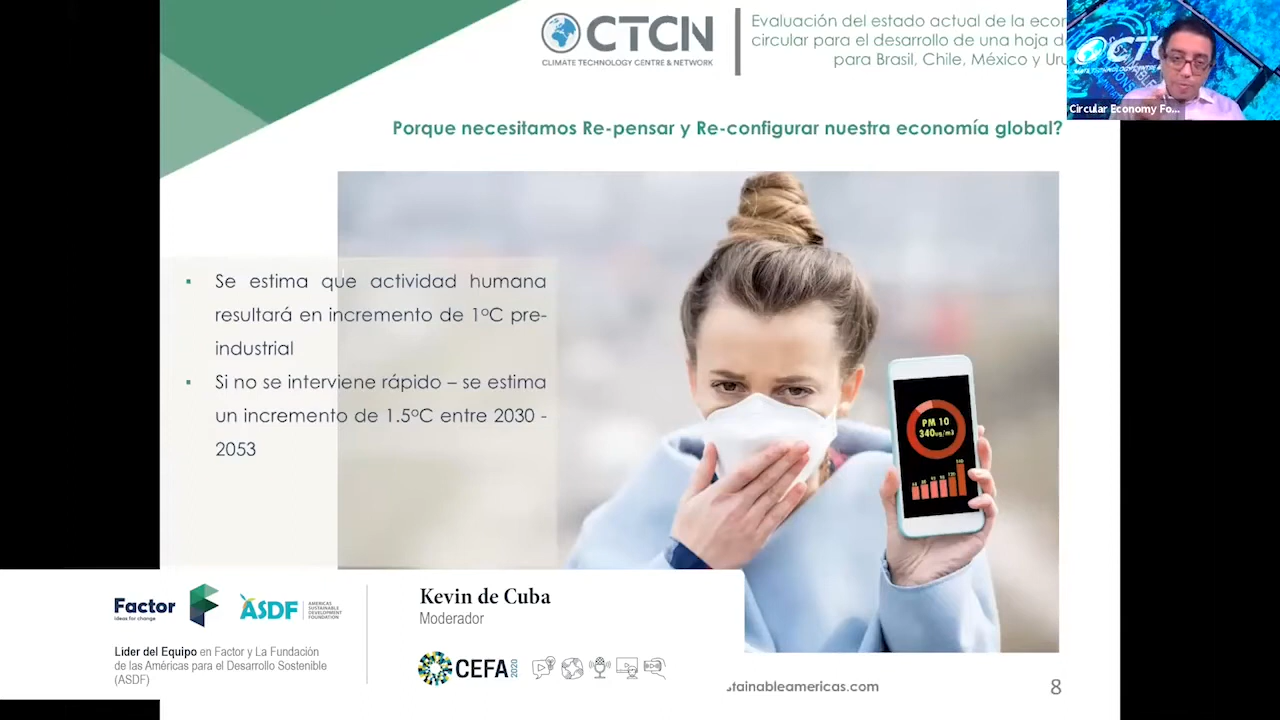 CTCN
CLIMATE TECHNOLOGY CENTRE & NETWORK
Evaluación del estado actual de la econ
circular para el desarrollo de una hoja d
para Brasil, Chile, México y Uru
CTC
Circular Economy Fo...
Porque necesitamos Re-pensar y Re-configurar nuestra economía global?
▪ Se estima que actividad humana
resultará en incremento de 1°C pre-
industrial
▪ Si no se interviene rápido – se estima
un incremento de 1.5°C entre 2030 -
2053
PM 10
340ug/m3
Factor
ideas for change
ASDF
AMERICAS
SUSTAINABLE
DEVELOPMENT
FOUNDATION
Lider del Equipo en Factor y La Fundación
de las Américas para el Desarrollo Sostenible
(ASDF)
Kevin de Cuba
Moderador
CEFA 2020
tainableamericas.com
8